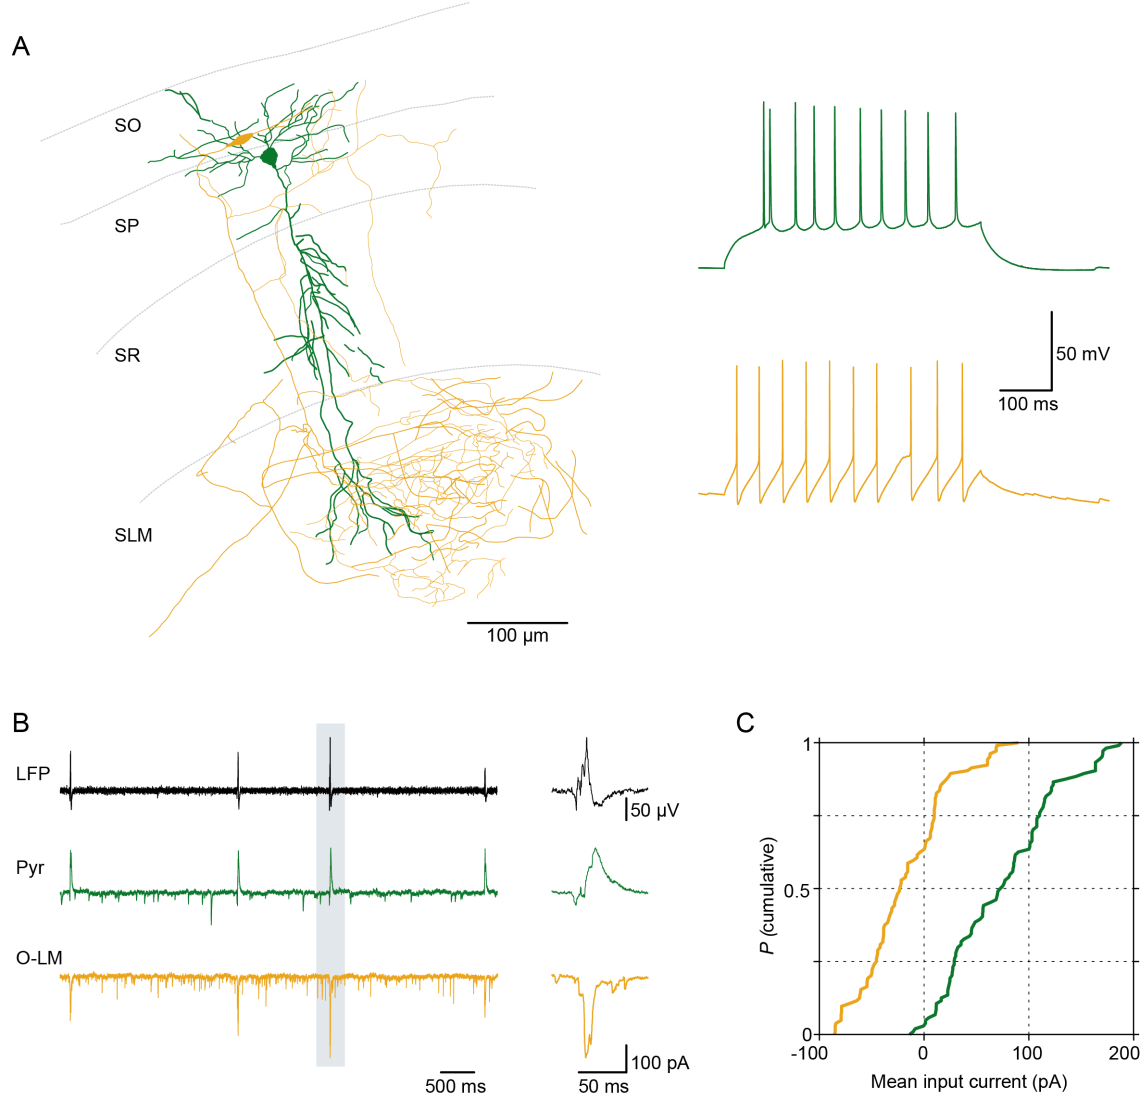 A
SO
SP
SR
SLM
100 µm
50 mV
100 ms
B
LFP
50 µV
Pyr
O-LM
100 pA
500 ms
50 ms
C
1
0.5
0
P (cumulative)
-100
0
100
200
Mean input current (pA)